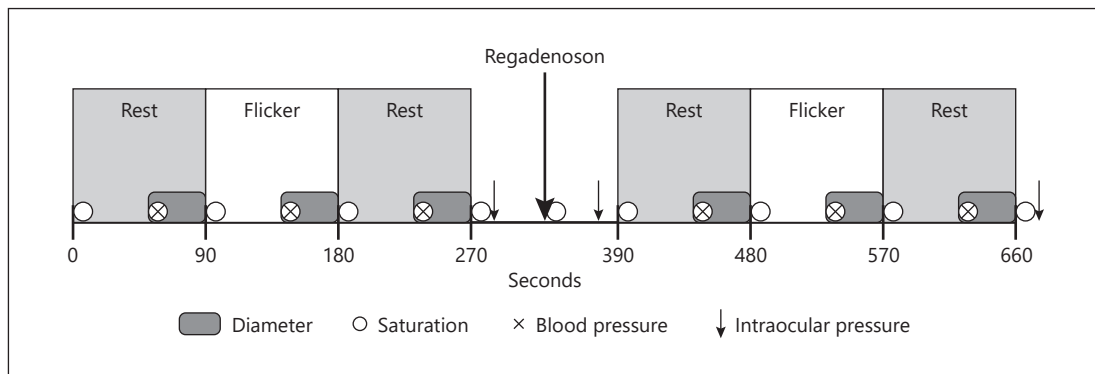 Regadenoson
Rest Flicker Rest Rest Flicker Rest
0 90 180 270 390 480 570 660
Seconds
Diameter Saturation Blood pressure Intraocular pressure